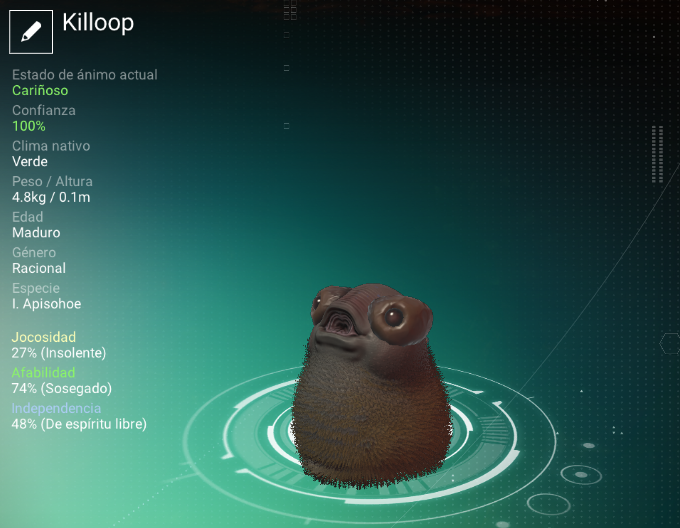 Killoop
Estado de ánimo actual
Cariñoso
Confianza
100%
Clima nativo
Verde
Peso / Altura
4.8kg / 0.1m
Edad
Maduro
Género
Racional
Especie
I. Apisohoe
Jocosidad
27% (Insolente)
Afabilidad
74% (Sosegado)
Independencia
48% (De espíritu libre)